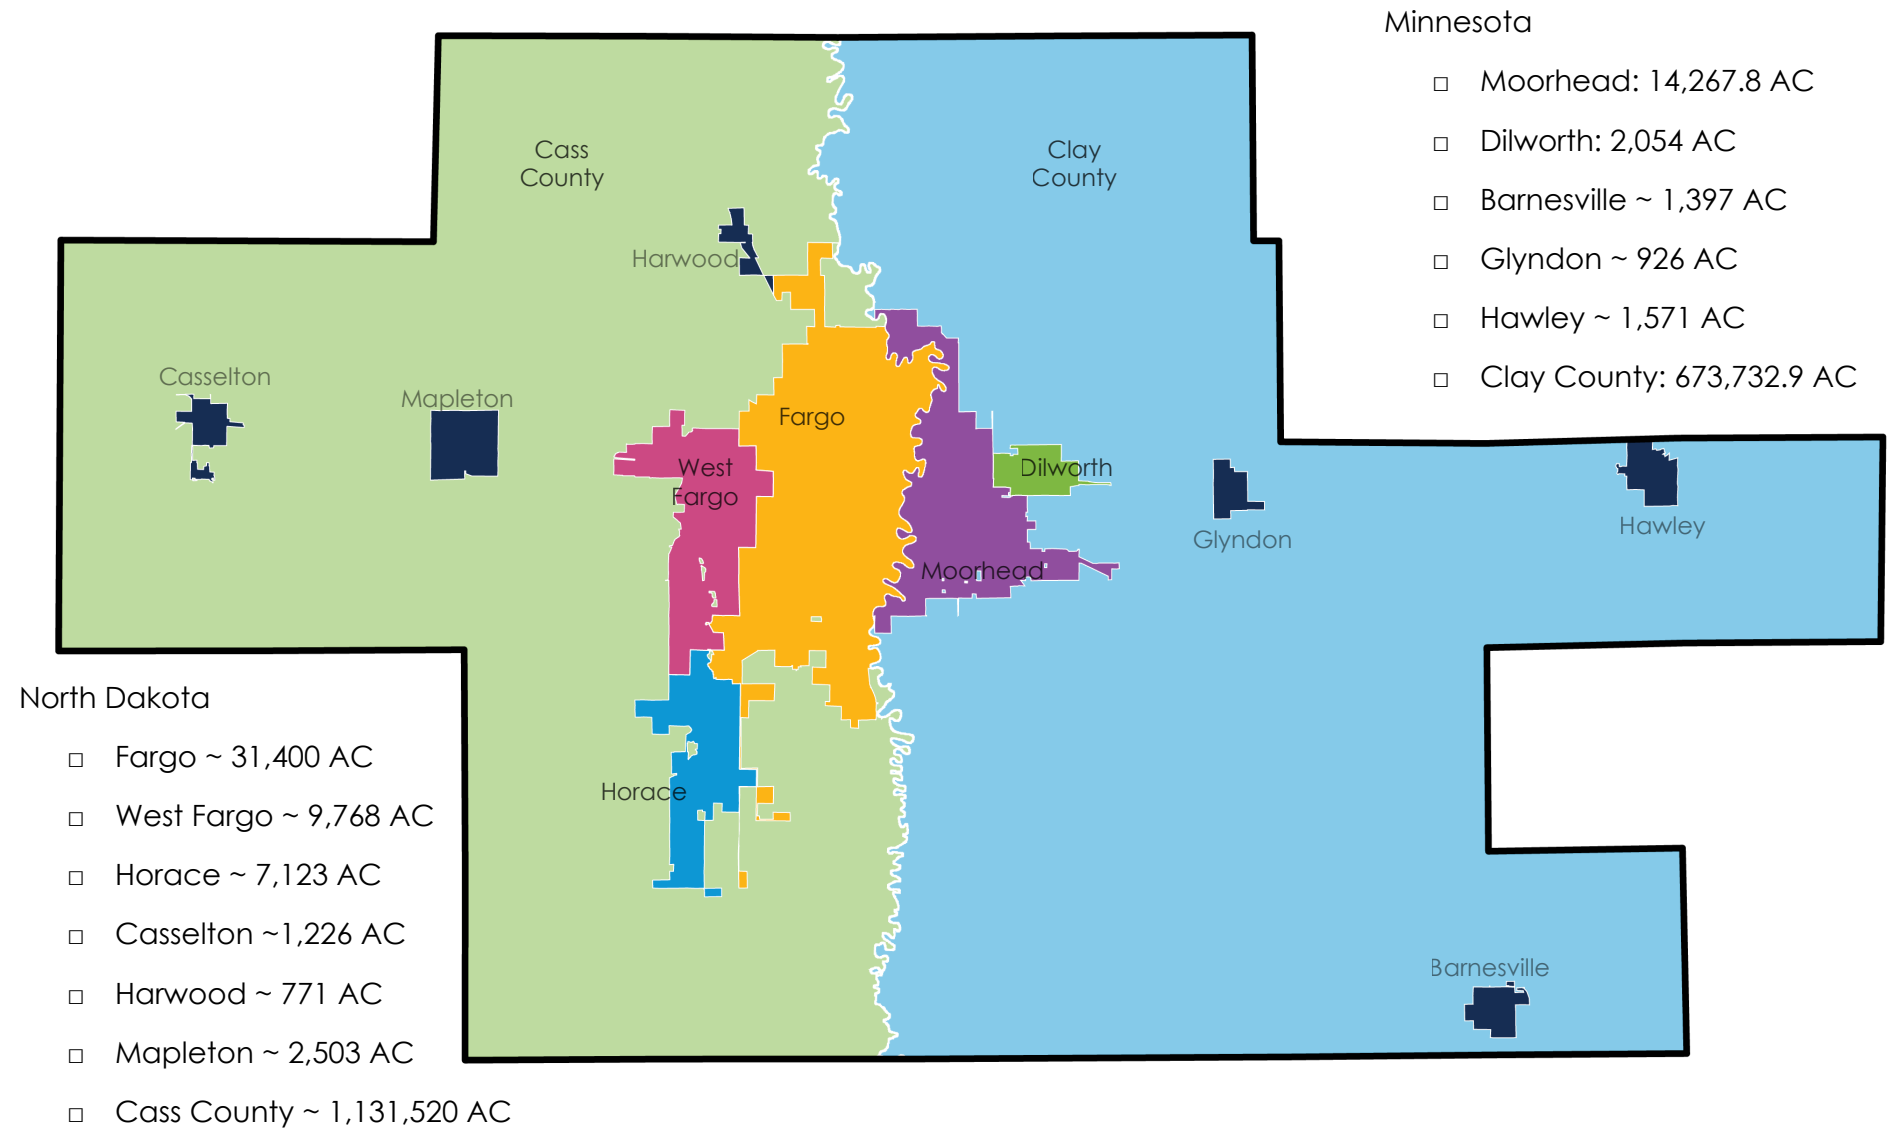 Minnesota
□ Moorhead: 14,267.8 AC
□ Dilworth: 2,054 AC
□ Barnesville ~ 1,397 AC
□ Glyndon ~ 926 AC
□ Hawley ~ 1,571 AC
□ Clay County: 673,732.9 AC
Cass
County
Clay
County
Harwood
Casselton
Mapleton
Fargo
West
Fargo
Dilworth
Glyndon
Hawley
Moorhead
Horace
Barnesville
North Dakota
□ Fargo ~ 31,400 AC
□ West Fargo ~ 9,768 AC
□ Horace ~ 7,123 AC
□ Casselton ~1,226 AC
□ Harwood ~ 771 AC
□ Mapleton ~ 2,503 AC
□ Cass County ~ 1,131,520 AC